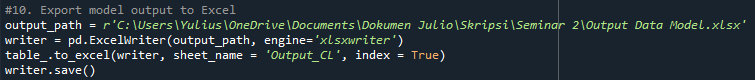 #10. Export model output to Excel
output_path = r'C:\Users\Yulius\OneDrive\Documents\Dokumen Julio\Skripsi\Seminar 2\Output Data Model.xlsx'
writer = pd.ExcelWriter(output_path, engine='xlsxwriter')
table_.to_excel(writer, sheet_name = 'Output_CL', index = True)
writer.save()